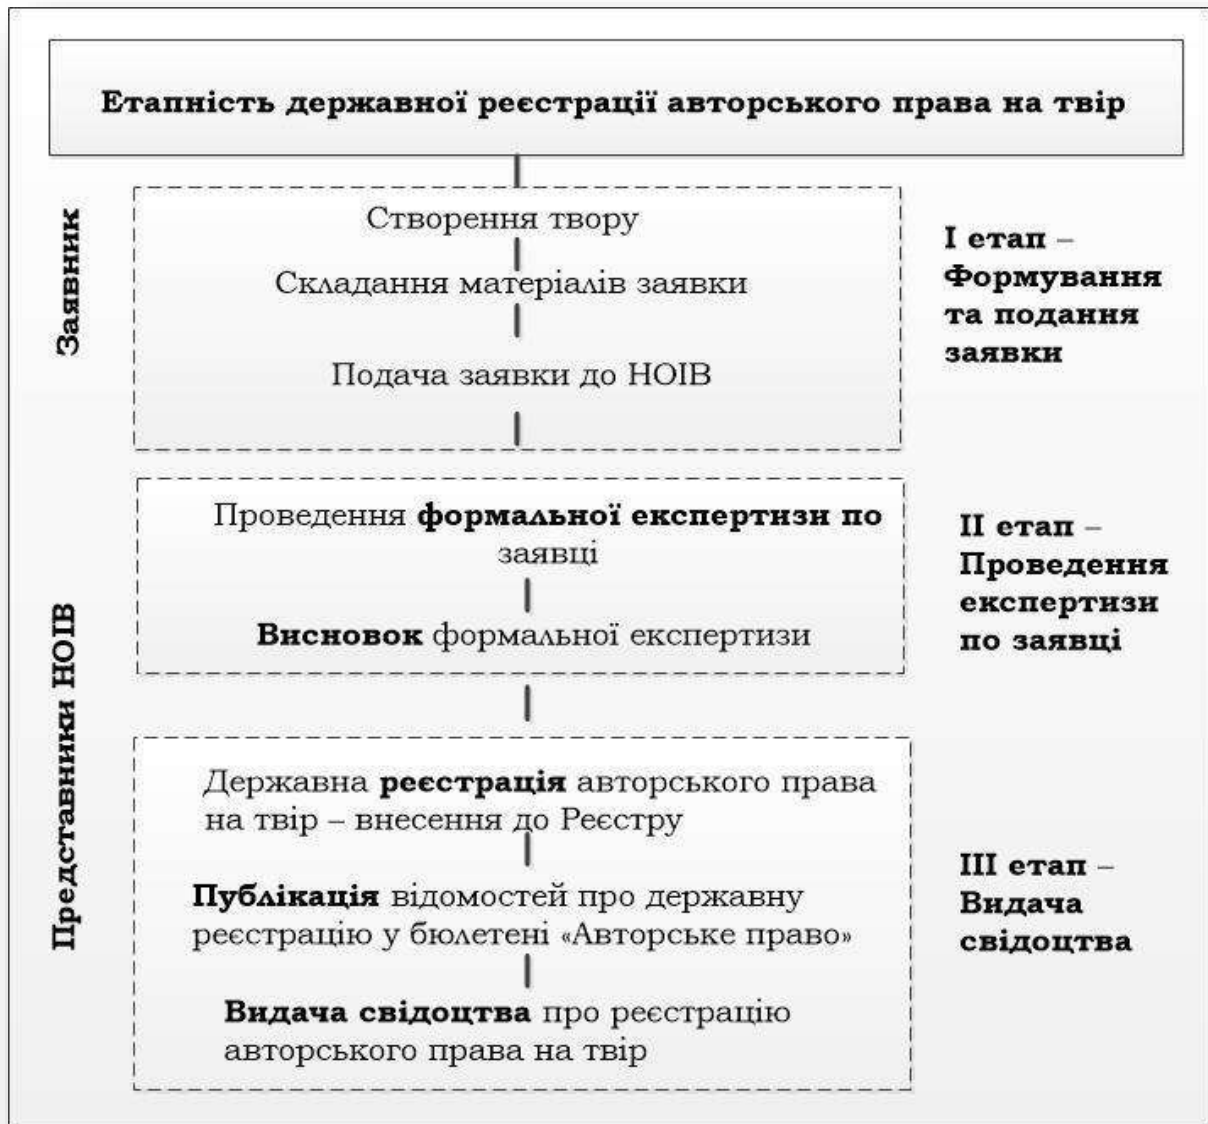 Етапність державної реєстрації авторського права на твір
Заявник
Створення твору
Складання матеріалів заявки
Подача заявки до НОІВ
І етап –
Формування
та подання
заявки
Представники НОІВ
Проведення формальної експертизи по
заявці
Висновок формальної експертизи
ІІ етап –
Проведення
експертизи
по заявці
Державна реєстрація авторського права
на твір – внесення до Реєстру
Публікація відомостей про державну
реєстрацію у бюлетені «Авторське право»
Видача свідоцтва про реєстрацію
авторського права на твір
ІІІ етап –
Видача
свідоцтва